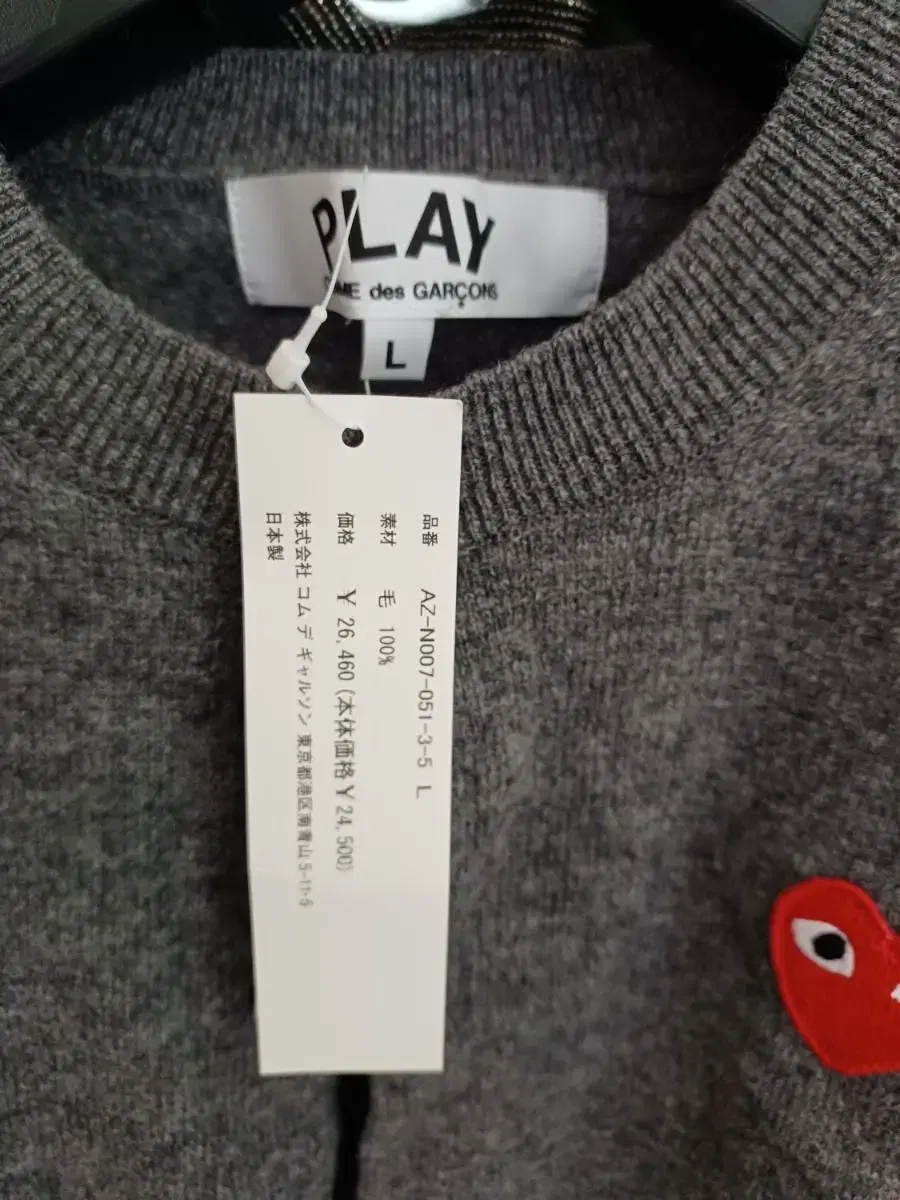 PLAY
ME des GARÇONS
L
品番 AZ-N007-051-3-5 L
素材 毛 100%
価格 ¥ 26,460 (本体価格 ¥ 24,500)
株式会社 コム デ ギャルソン 東京都港区南青山 5-11-5
日本製